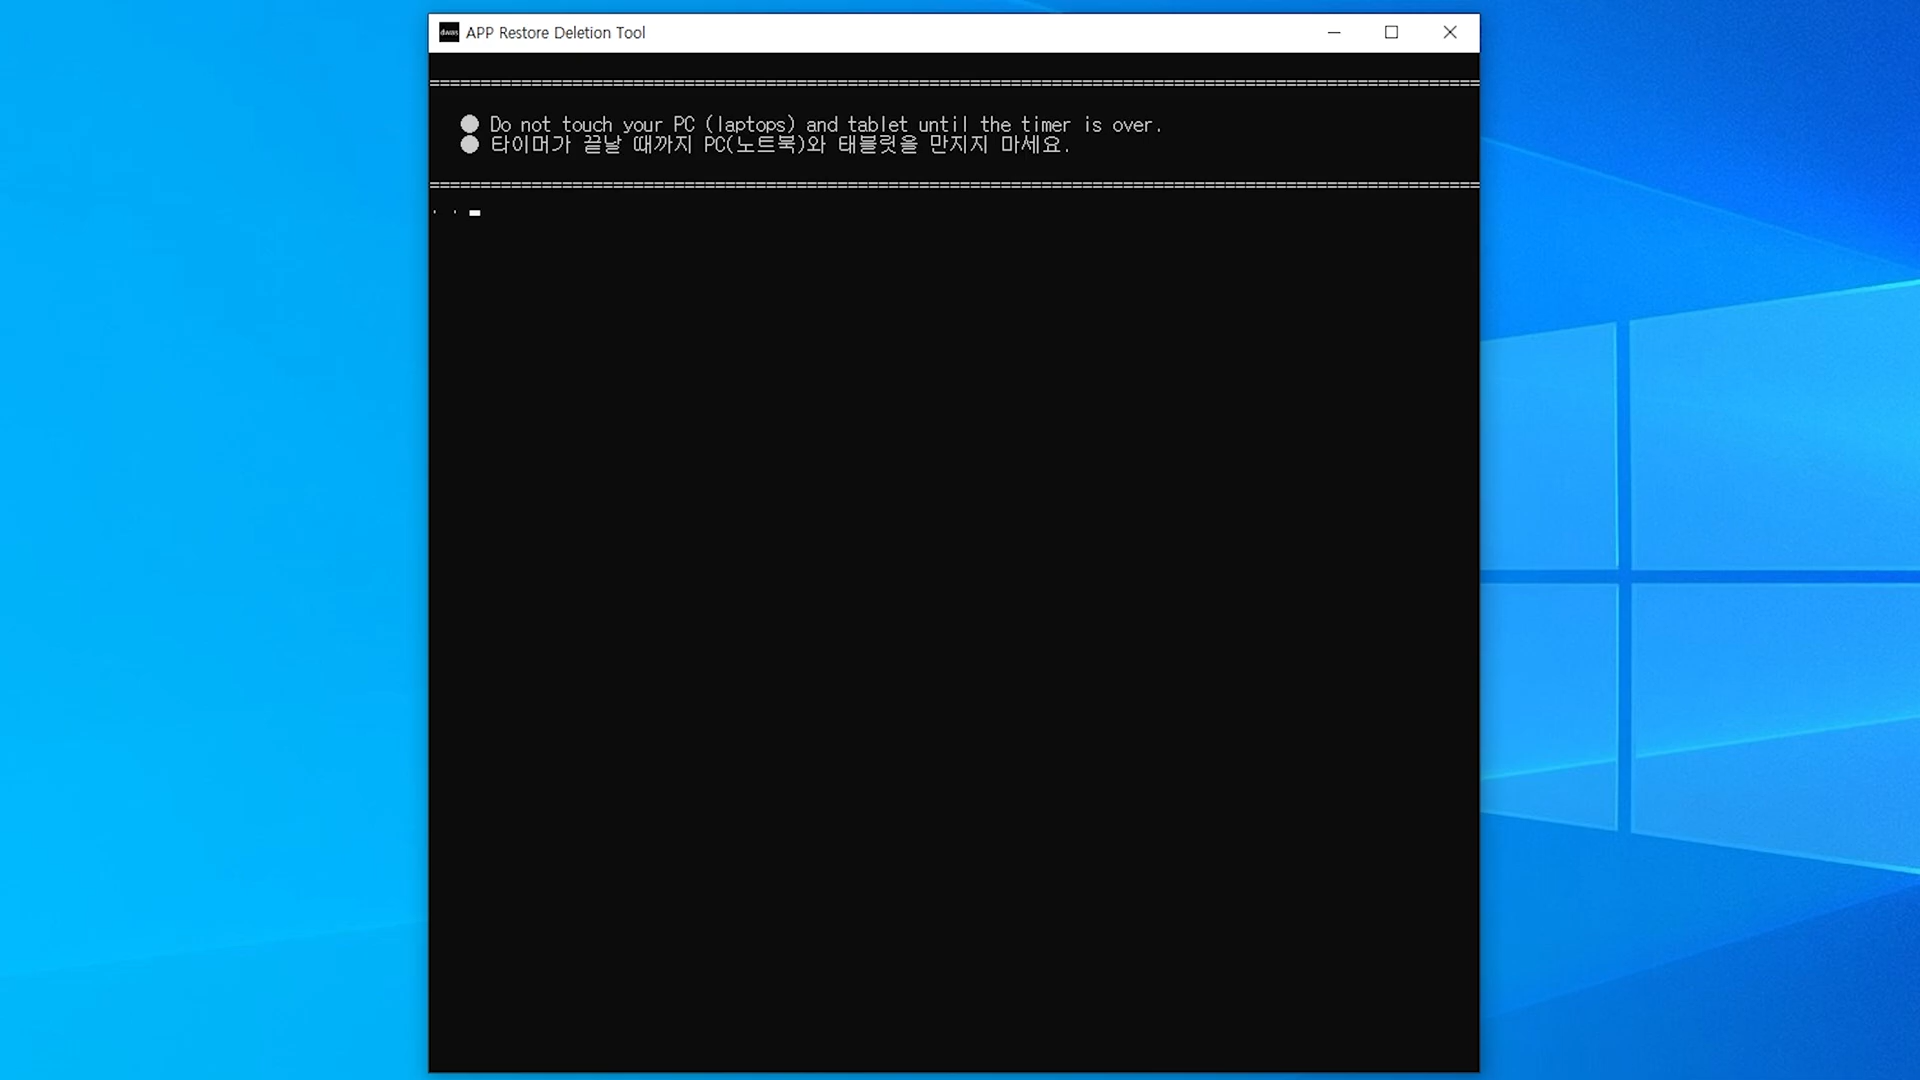 dwas APP Restore Deletion Tool
=======================================================================================================
● Do not touch your PC (laptops) and tablet until the timer is over.
● 타이머가 끝날 때까지 PC(노트북)와 태블릿을 만지지 마세요.
=======================================================================================================
. .